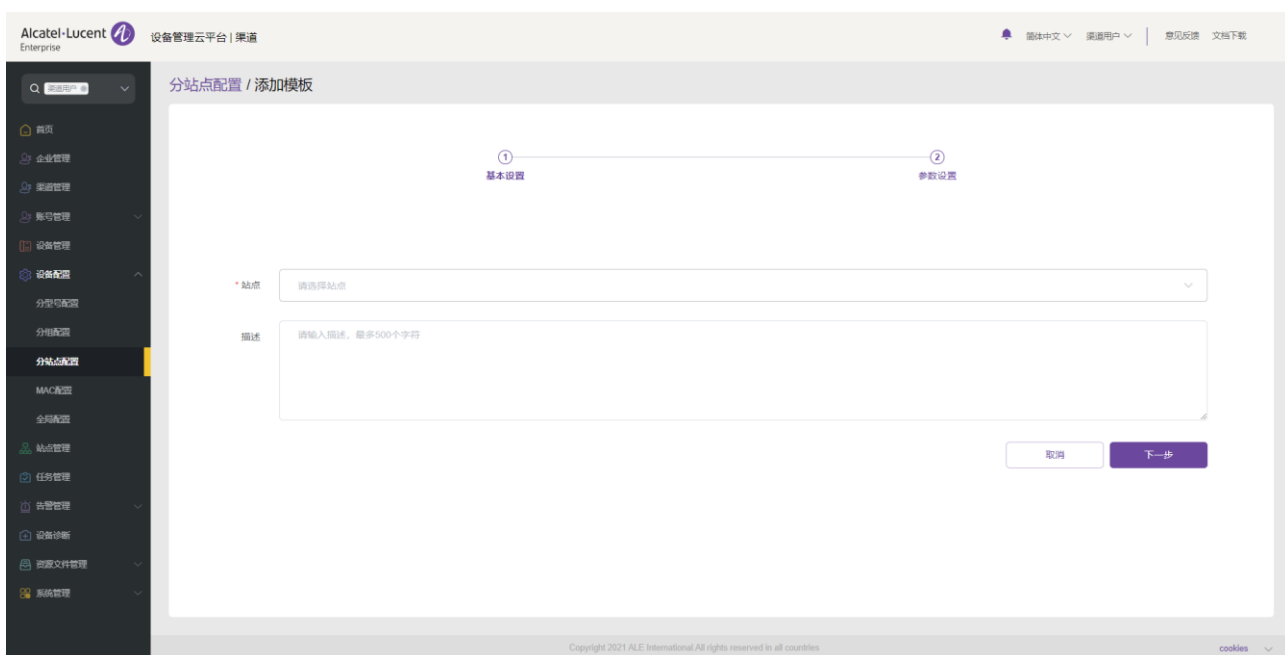 Alcatel·Lucent
Enterprise
设备管理云平台 | 渠道
简体中文 渠道用户 意见反馈 文档下载
渠道用户
分站点配置 / 添加模板
首页
企业管理
渠道管理
账号管理
设备管理
设备配置
分型号配置
分组配置
分站点配置
MAC配置
全局配置
站点管理
任务管理
告警管理
设备诊断
资源文件管理
系统管理
1
基本设置
2
参数设置
* 站点 请选择站点
描述 请输入描述，最多500个字符
取消 下一步
Copyright 2021 ALE International.All rights reserved in all countries
cookies